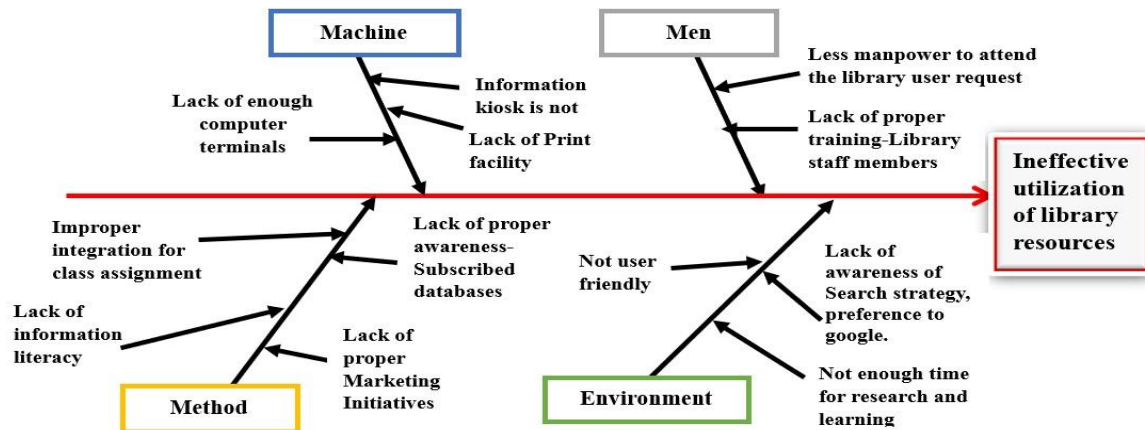 Machine
Men
Information
kiosk is not
Lack of enough
computer
terminals
Lack of Print
facility
Less manpower to attend
the library user request
Lack of proper
training-Library
staff members
Ineffective
utilization
of library
resources
Improper
integration for
class assignment
Lack of proper
awareness-
Subscribed
databases
Lack of
information
literacy
Lack of
proper
Marketing
Initiatives
Method
Not user
friendly
Lack of
awareness of
Search strategy,
preference to
google.
Not enough time
for research and
learning
Environment